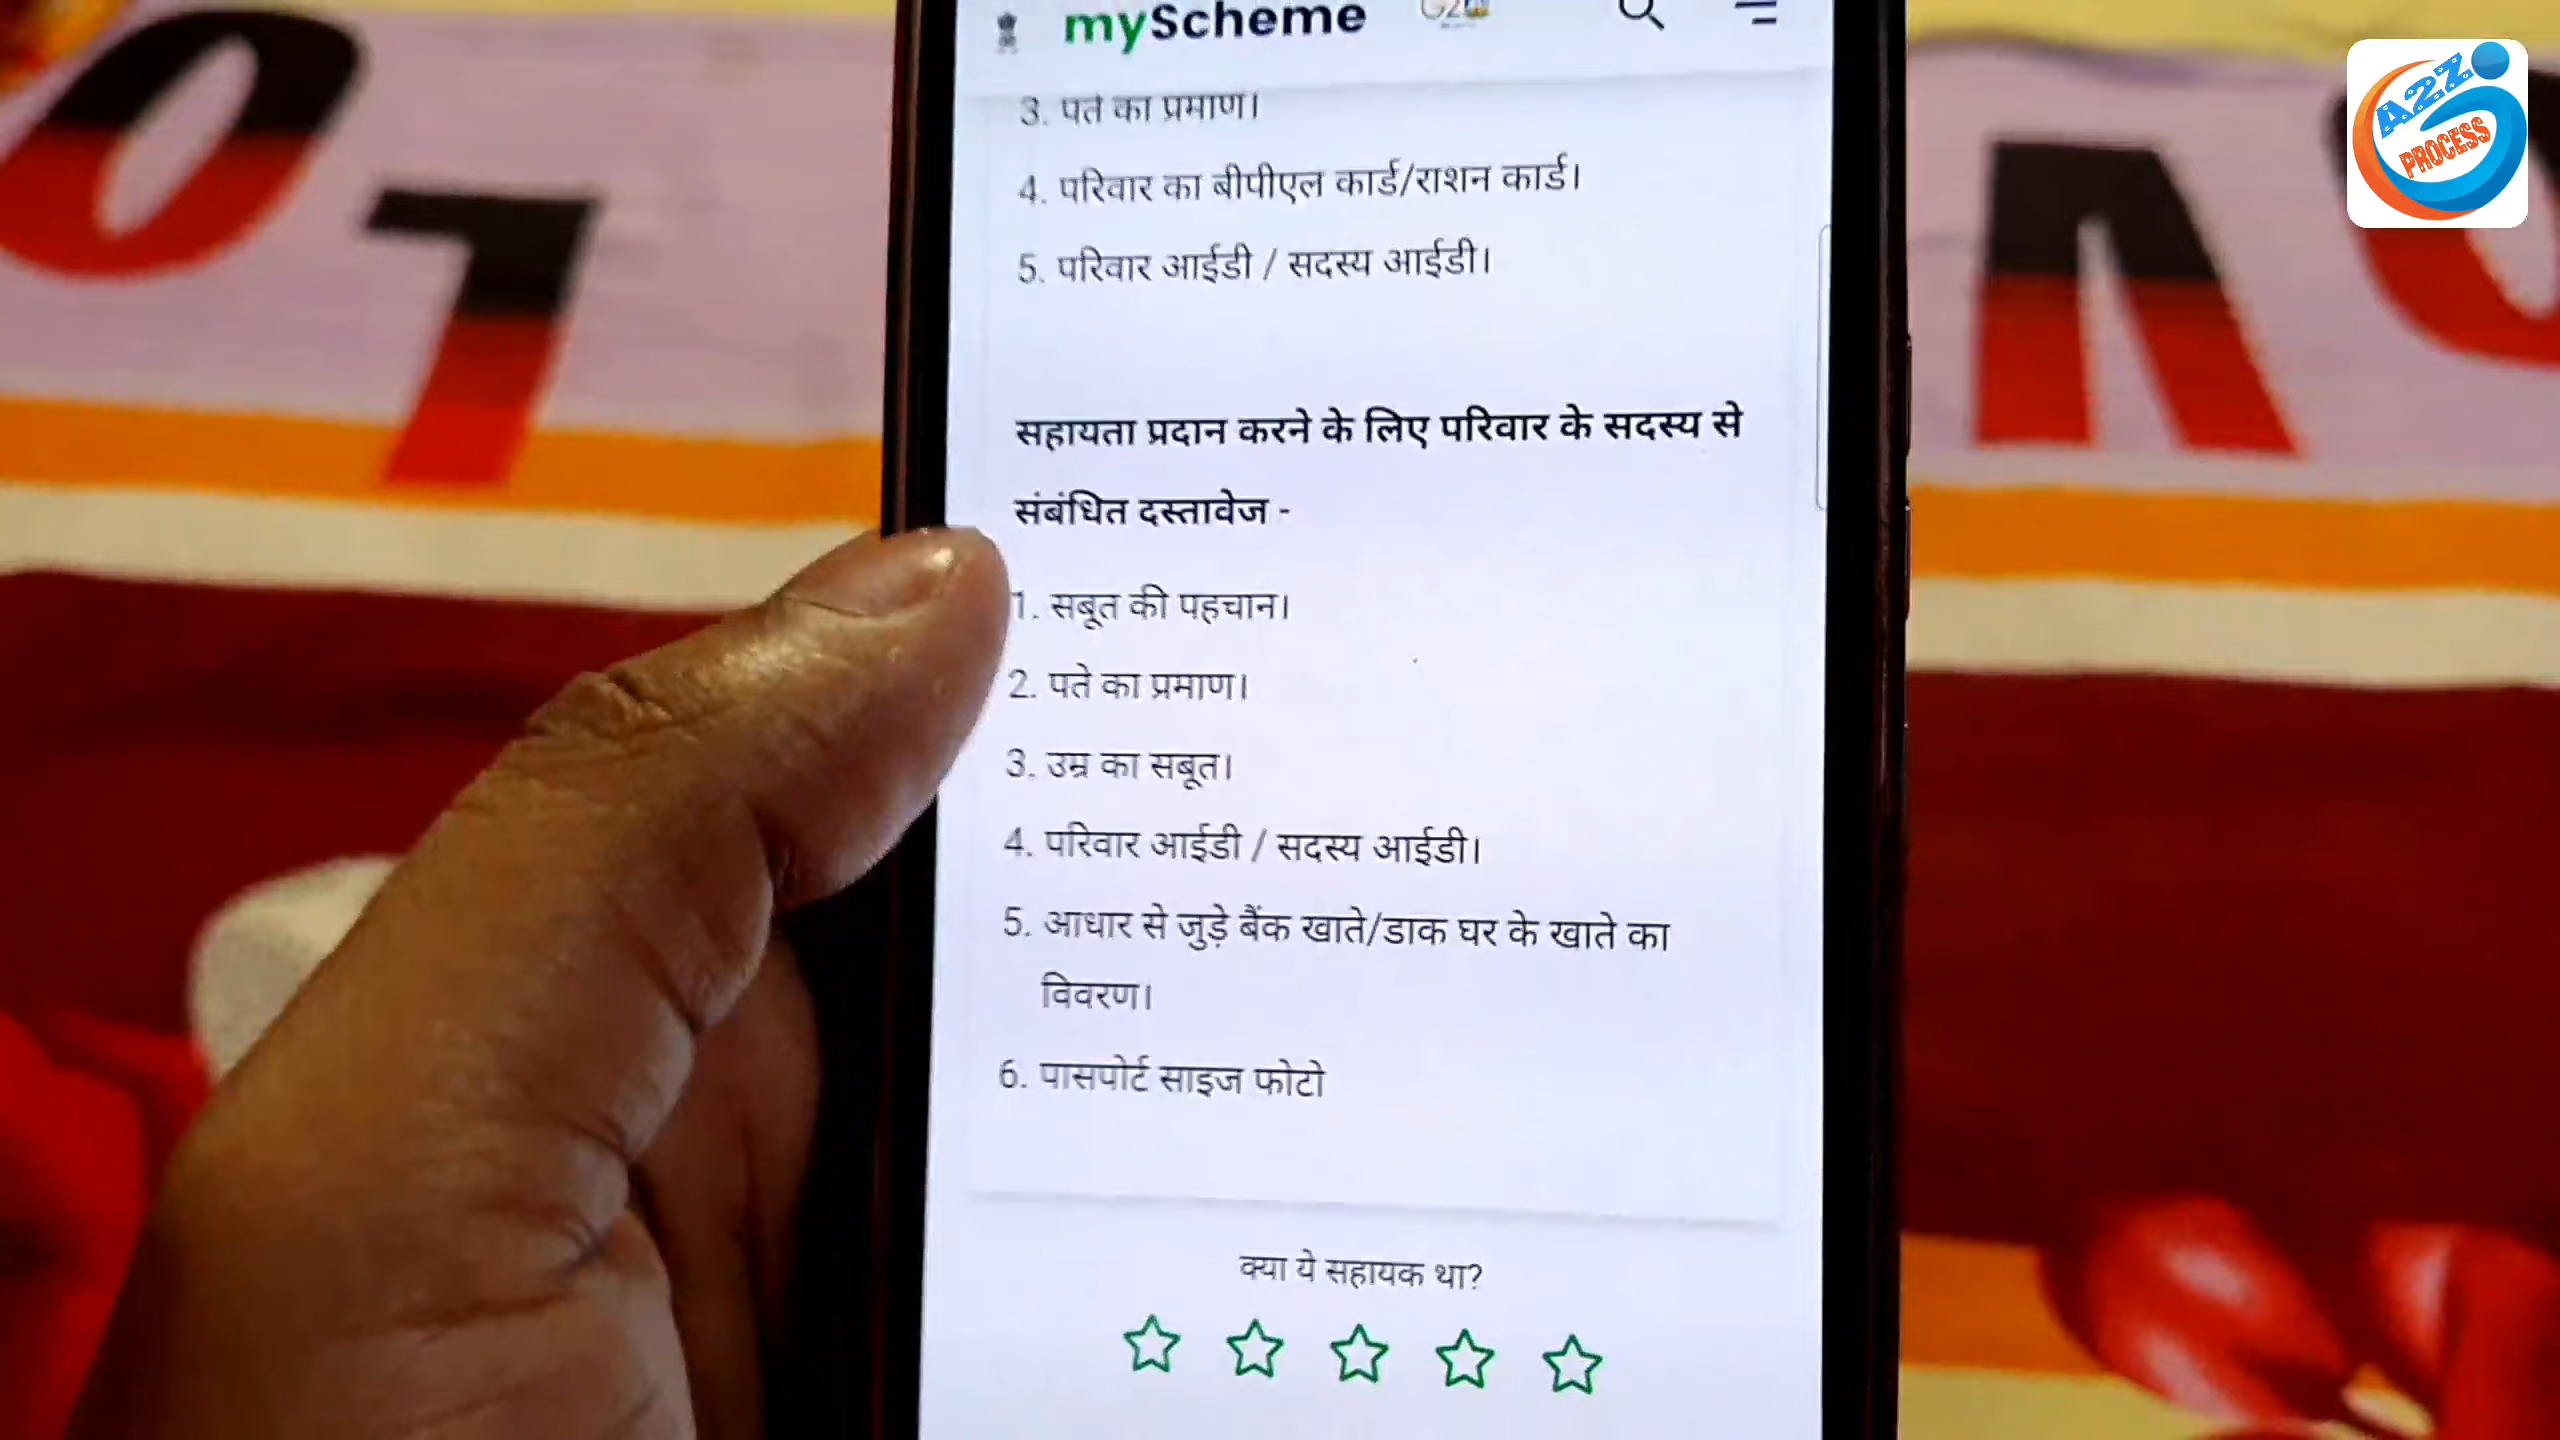 myScheme
3. पते का प्रमाण।
4. परिवार का बीपीएल कार्ड/राशन कार्ड।
5. परिवार आईडी / सदस्य आईडी।
सहायता प्रदान करने के लिए परिवार के सदस्य से
संबंधित दस्तावेज -
1. सबूत की पहचान।
2. पते का प्रमाण।
3. उम्र का सबूत।
4. परिवार आईडी / सदस्य आईडी।
5. आधार से जुड़े बैंक खाते/डाक घर के खाते का
विवरण।
6. पासपोर्ट साइज फोटो
क्या ये सहायक था?
A2Z
PROCESS